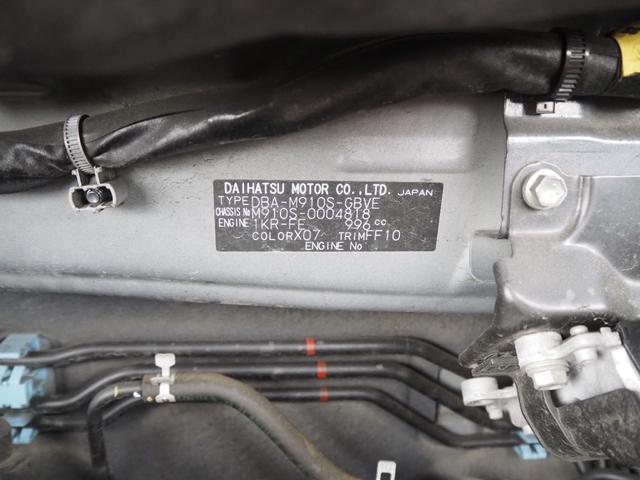 DAIHATSU MOTOR CO.,LTD. JAPAN
TYPE DBA-M910S-GBVE
CHASSIS No M910S-0004818
ENGINE 1KR-FE 996 cc
COLOR X07 TRIM FF10
ENGINE No